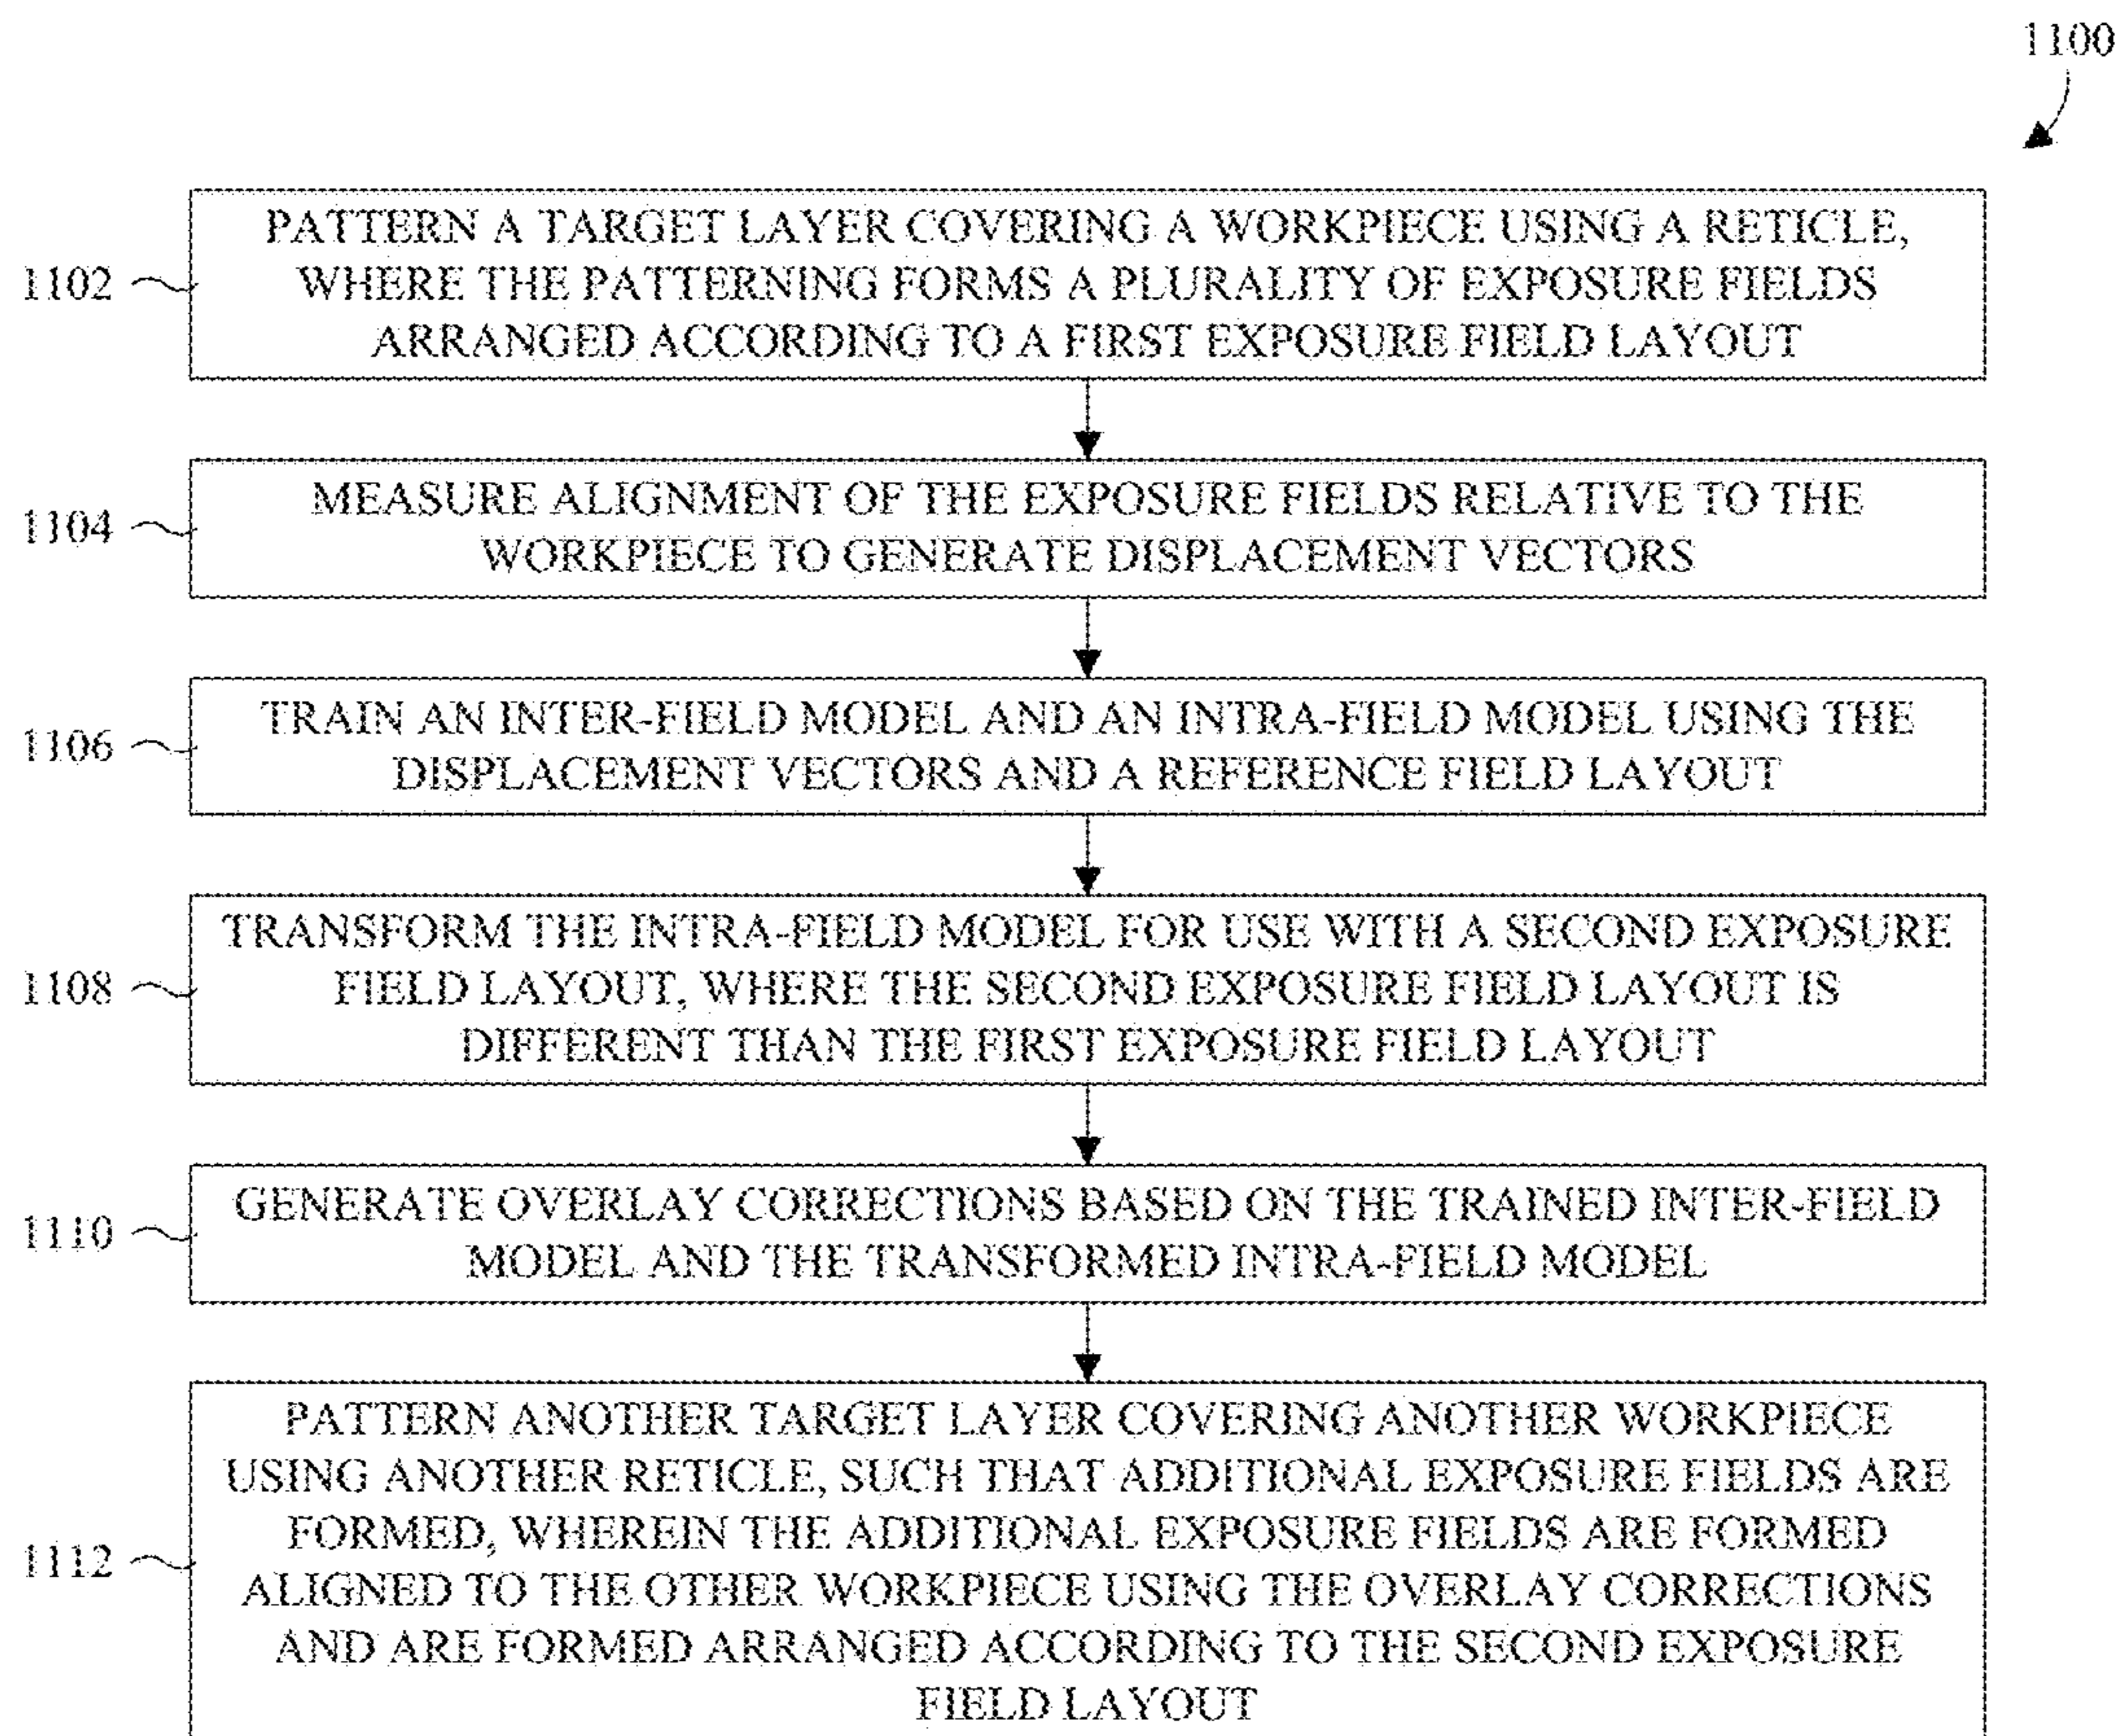 1100
1102
PATTERN A TARGET LAYER COVERING A WORKPIECE USING A RETICLE,
WHERE THE PATTERNING FORMS A PLURALITY OF EXPOSURE FIELDS
ARRANGED ACCORDING TO A FIRST EXPOSURE FIELD LAYOUT
1104
MEASURE ALIGNMENT OF THE EXPOSURE FIELDS RELATIVE TO THE
WORKPIECE TO GENERATE DISPLACEMENT VECTORS
1106
TRAIN AN INTER-FIELD MODEL AND AN INTRA-FIELD MODEL USING THE
DISPLACEMENT VECTORS AND A REFERENCE FIELD LAYOUT
1108
TRANSFORM THE INTRA-FIELD MODEL FOR USE WITH A SECOND EXPOSURE
FIELD LAYOUT, WHERE THE SECOND EXPOSURE FIELD LAYOUT IS
DIFFERENT THAN THE FIRST EXPOSURE FIELD LAYOUT
1110
GENERATE OVERLAY CORRECTIONS BASED ON THE TRAINED INTER-FIELD
MODEL AND THE TRANSFORMED INTRA-FIELD MODEL
1112
PATTERN ANOTHER TARGET LAYER COVERING ANOTHER WORKPIECE
USING ANOTHER RETICLE, SUCH THAT ADDITIONAL EXPOSURE FIELDS ARE
FORMED, WHEREIN THE ADDITIONAL EXPOSURE FIELDS ARE FORMED
ALIGNED TO THE OTHER WORKPIECE USING THE OVERLAY CORRECTIONS
AND ARE FORMED ARRANGED ACCORDING TO THE SECOND EXPOSURE
FIELD LAYOUT